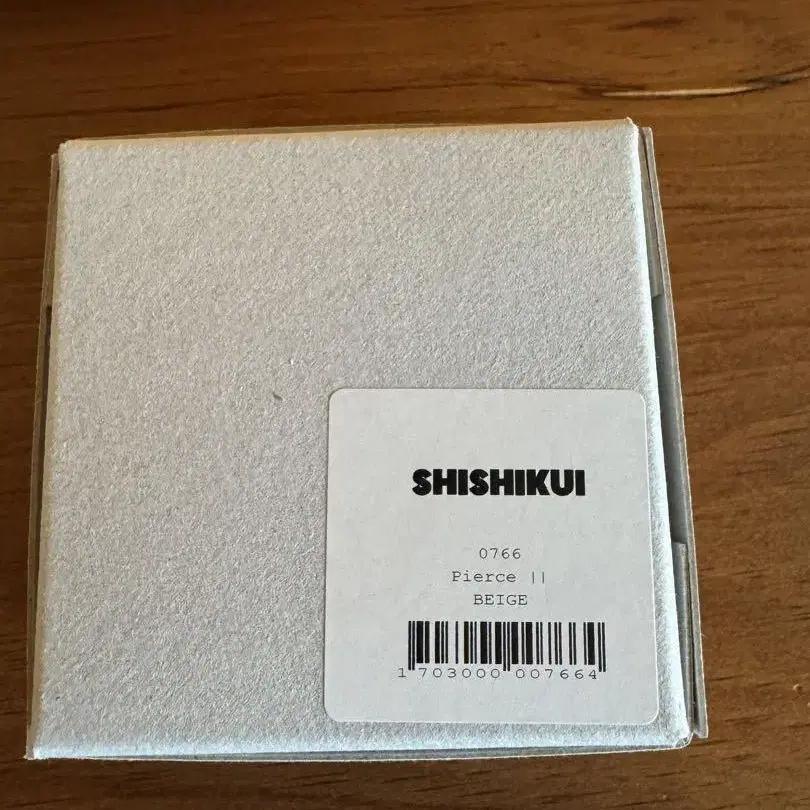 SHISHIKUI
0766
Pierce ||
BEIGE
1 703000 007664